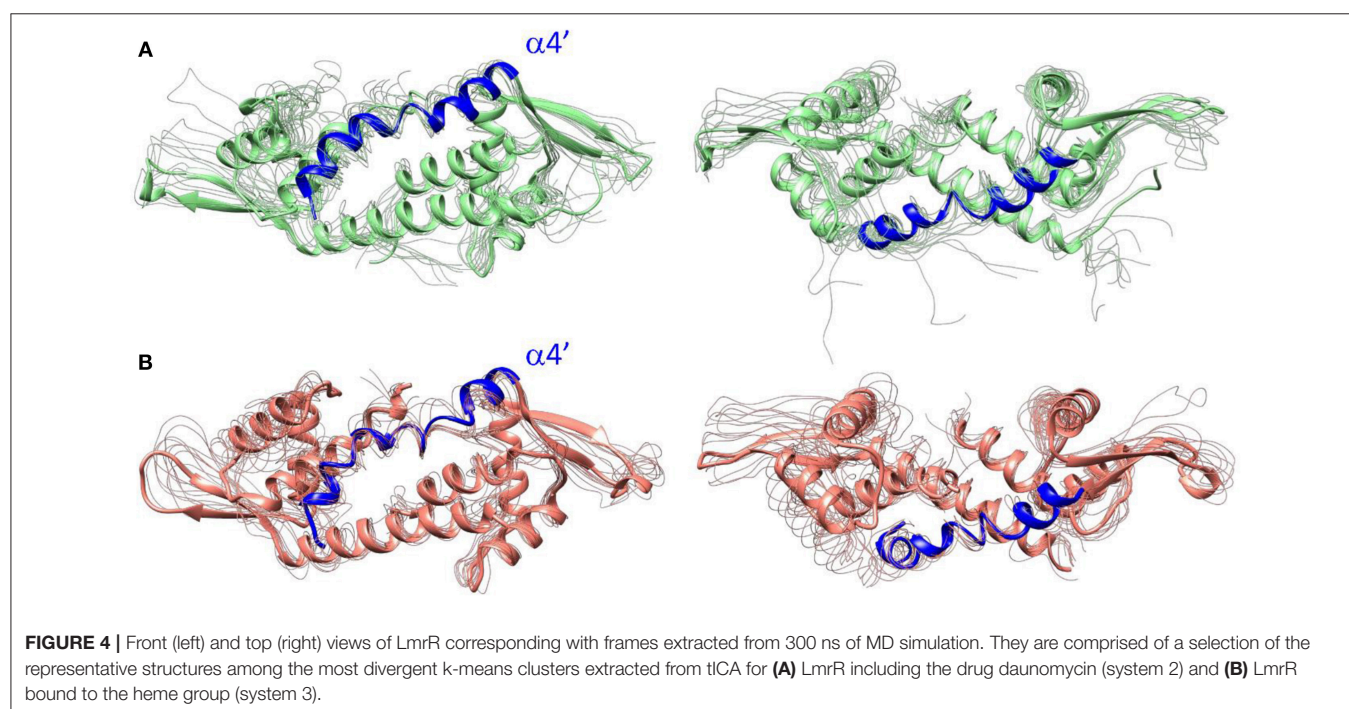 A
α4'
B
α4'
FIGURE 4 | Front (left) and top (right) views of LmrR corresponding with frames extracted from 300 ns of MD simulation. They are comprised of a selection of the
representative structures among the most divergent k-means clusters extracted from tICA for (A) LmrR including the drug daunomycin (system 2) and (B) LmrR
bound to the heme group (system 3).